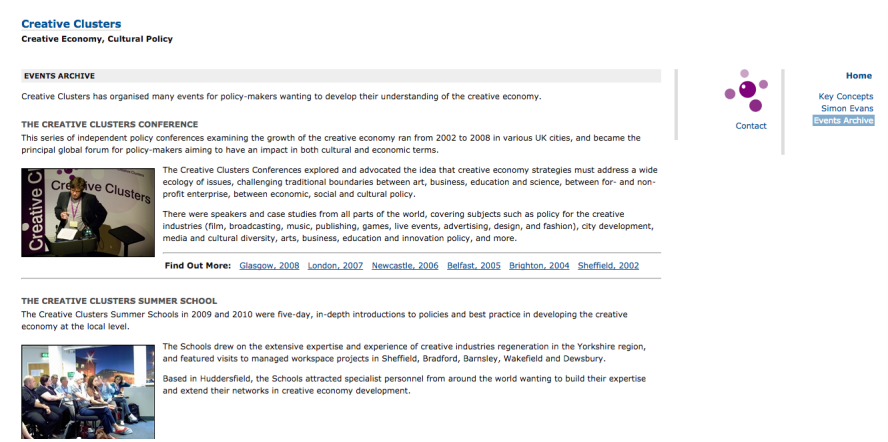 Creative Clusters
Creative Economy, Cultural Policy
EVENTS ARCHIVE
Creative Clusters has organised many events for policy-makers wanting to develop their understanding of the creative economy.
THE CREATIVE CLUSTERS CONFERENCE
This series of independent policy conferences examining the growth of the creative economy ran from 2002 to 2008 in various UK cities, and became the
principal global forum for policy-makers aiming to have an impact in both cultural and economic terms.
Creative Cl
Creative Clusters
The Creative Clusters Conferences explored and advocated the idea that creative economy strategies must address a wide
ecology of issues, challenging traditional boundaries between art, business, education and science, between for- and non-
profit enterprise, between economic, social and cultural policy.
There were speakers and case studies from all parts of the world, covering subjects such as policy for the creative
industries (film, broadcasting, music, publishing, games, live events, advertising, design, and fashion), city development,
media and cultural diversity, arts, business, education and innovation policy, and more.
Find Out More: Glasgow, 2008 London, 2007 Newcastle, 2006 Belfast, 2005 Brighton, 2004 Sheffield, 2002
THE CREATIVE CLUSTERS SUMMER SCHOOL
The Creative Clusters Summer Schools in 2009 and 2010 were five-day, in-depth introductions to policies and best practice in developing the creative
economy at the local level.
The Schools drew on the extensive expertise and experience of creative industries regeneration in the Yorkshire region,
and featured visits to managed workspace projects in Sheffield, Bradford, Barnsley, Wakefield and Dewsbury.
Based in Huddersfield, the Schools attracted specialist personnel from around the world wanting to build their expertise
and extend their networks in creative economy development.
Contact
Home
Key Concepts
Simon Evans
Events Archive